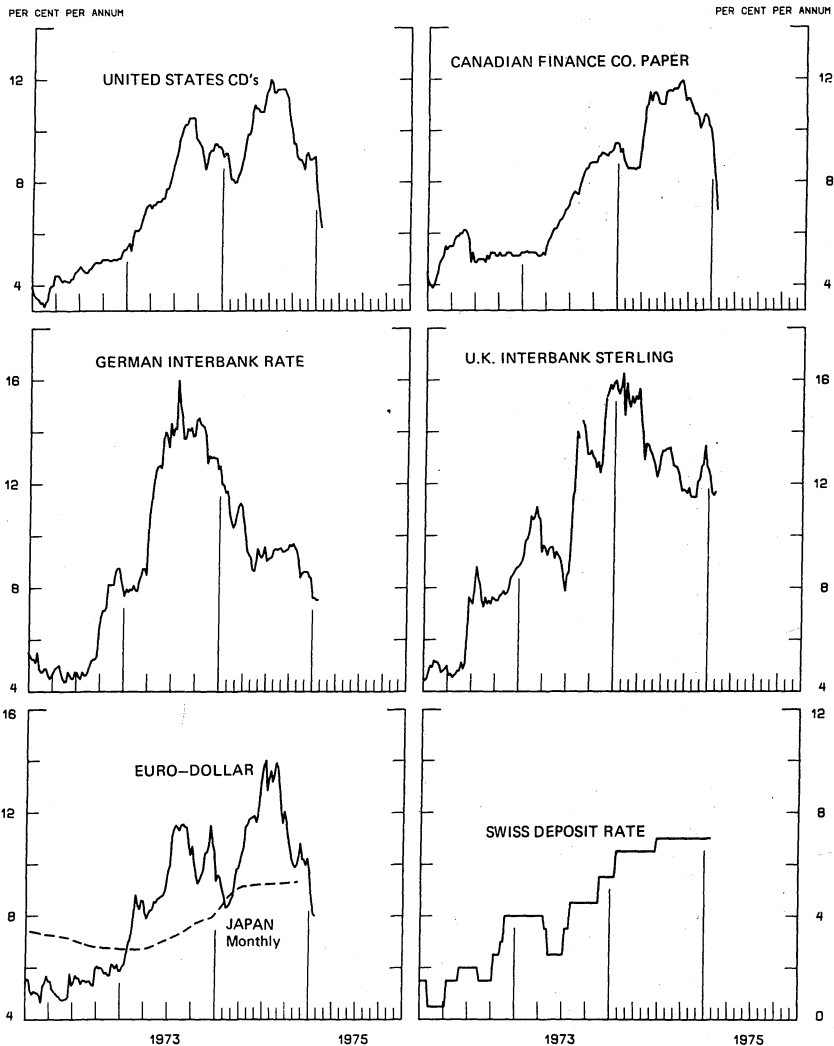 PER CENT PER ANNUM
PER CENT PER ANNUM
UNITED STATES CD's
12
8
4
CANADIAN FINANCE CO. PAPER
12
8
4
GERMAN INTERBANK RATE
16
12
8
4
U.K. INTERBANK STERLING
16
12
8
4
EURO-DOLLAR
JAPAN
Monthly
16
12
8
4
1973
1975
SWISS DEPOSIT RATE
12
8
4
0
1973
1975